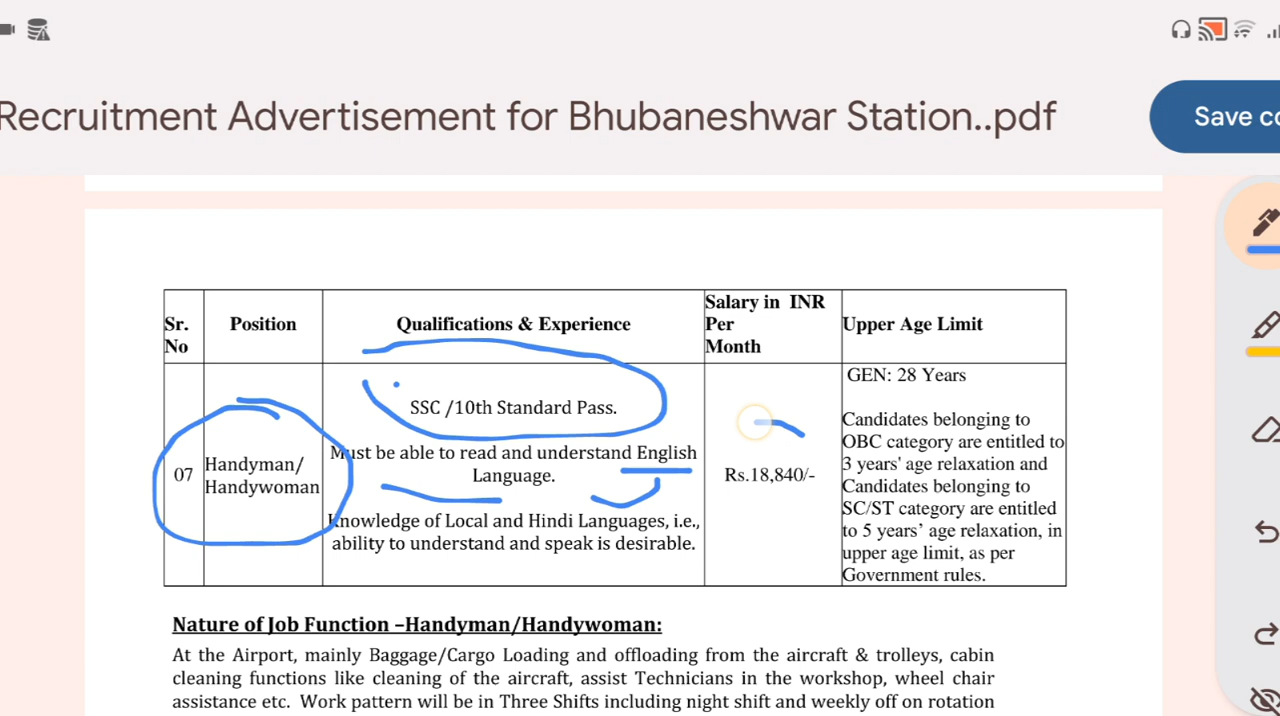 Recruitment Advertisement for Bhubaneshwar Station..pdf
Save co
Sr. No
Position
Qualifications & Experience
Salary in INR
Per
Month
Upper Age Limit
07
Handyman/
Handywoman
SSC /10th Standard Pass.
Must be able to read and understand English
Language.
Knowledge of Local and Hindi Languages, i.e.,
ability to understand and speak is desirable.
Rs.18,840/-
GEN: 28 Years
Candidates belonging to
OBC category are entitled to
3 years' age relaxation and
Candidates belonging to
SC/ST category are entitled
to 5 years’ age relaxation, in
upper age limit, as per
Government rules.
Nature of Job Function –Handyman/Handywoman:
At the Airport, mainly Baggage/Cargo Loading and offloading from the aircraft & trolleys, cabin
cleaning functions like cleaning of the aircraft, assist Technicians in the workshop, wheel chair
assistance etc. Work pattern will be in Three Shifts including night shift and weekly off on rotation